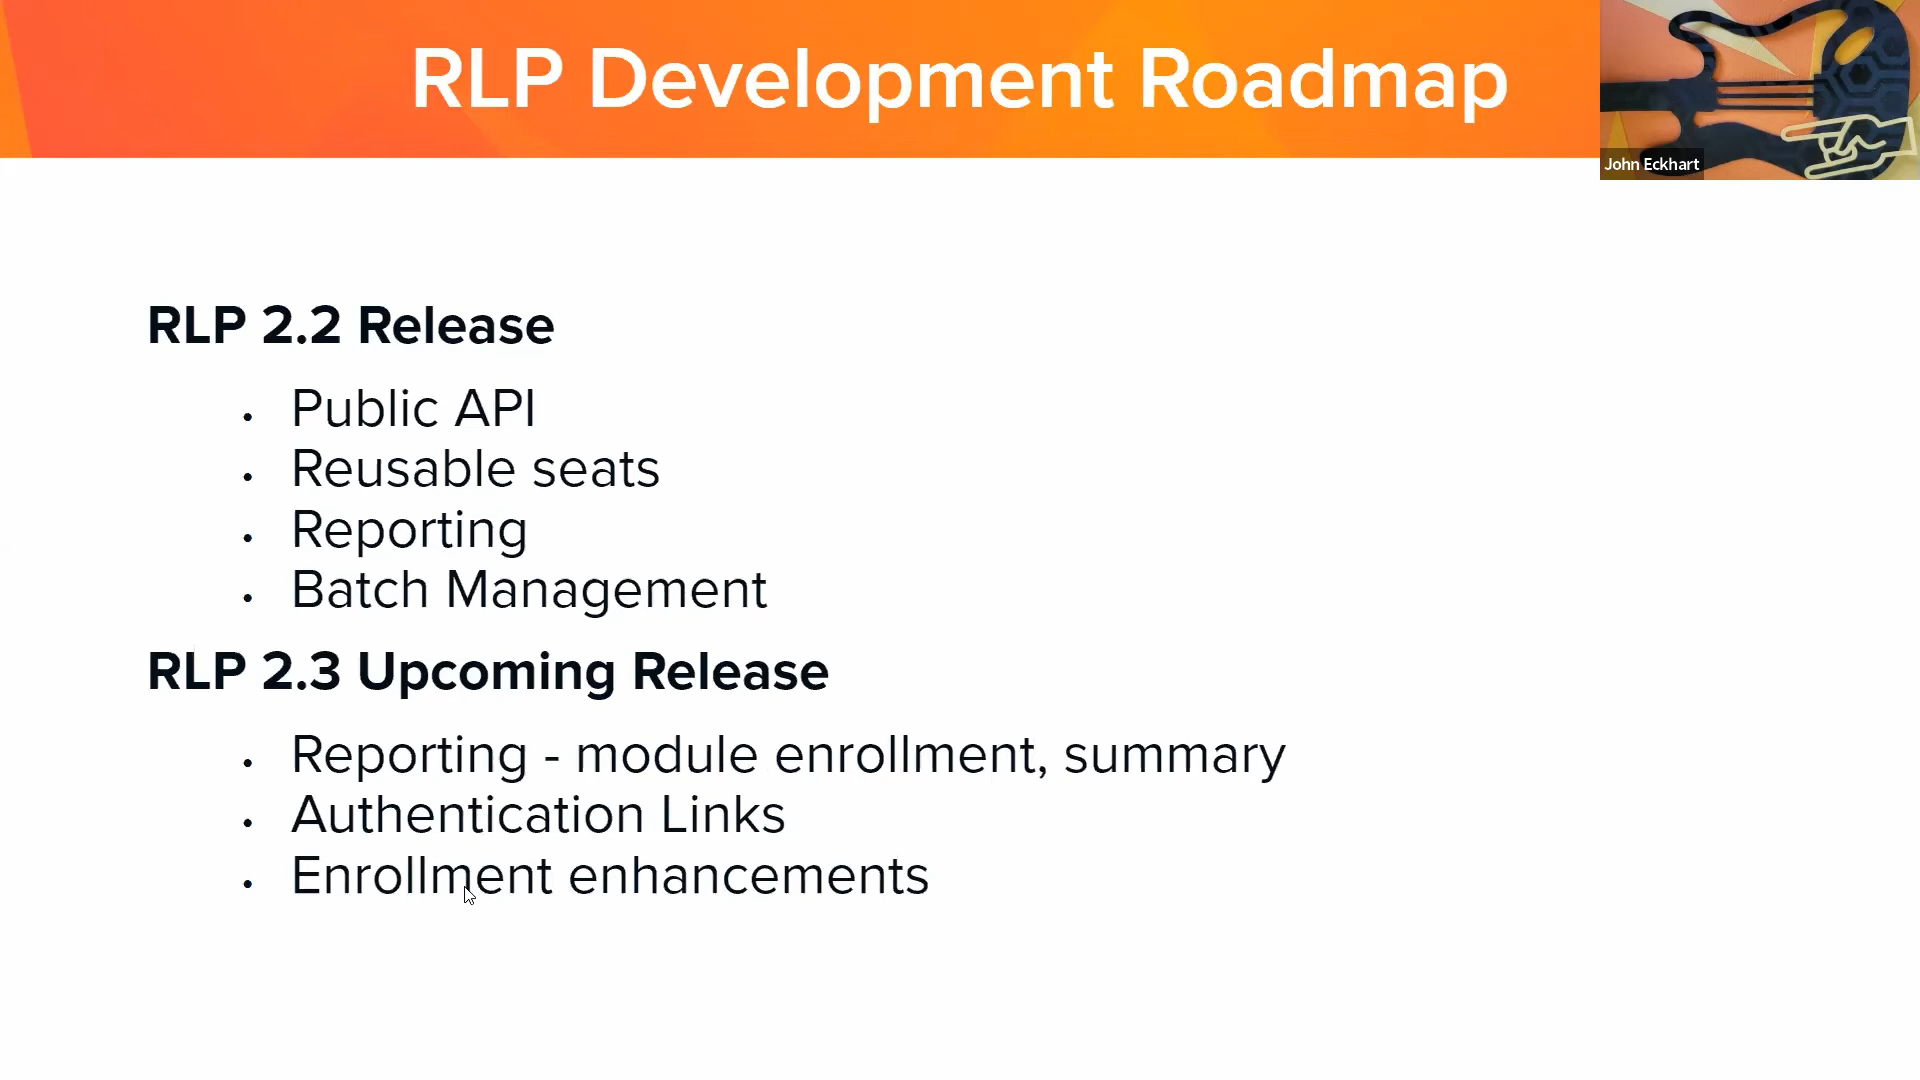 RLP Development Roadmap
John Eckhart
RLP 2.2 Release
• Public API
• Reusable seats
• Reporting
• Batch Management
RLP 2.3 Upcoming Release
• Reporting - module enrollment, summary
• Authentication Links
• Enrollment enhancements